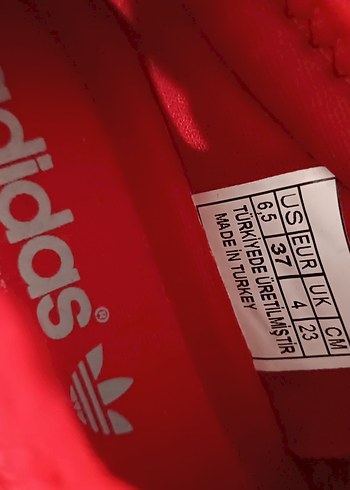 adidas®
US EUR UK CM
6,5 37 4 23
TÜRKİYEDE ÜRETİLMİŞTİR
MADE IN TURKEY